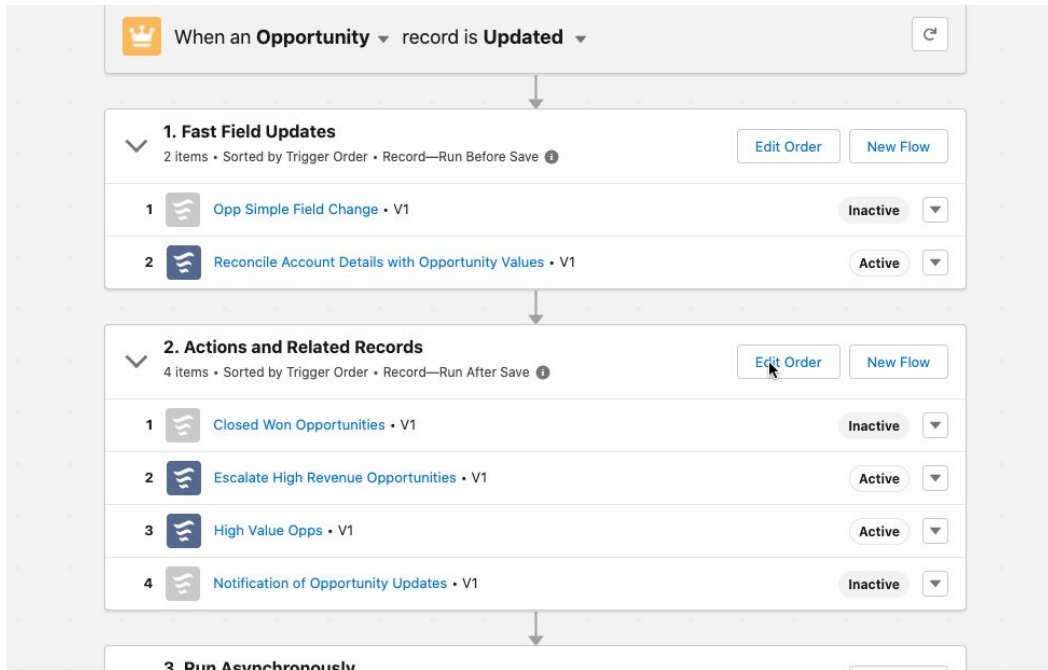 When an Opportunity record is Updated
1. Fast Field Updates
2 items • Sorted by Trigger Order • Record—Run Before Save
Edit Order
New Flow
1 Opp Simple Field Change • V1 Inactive
2 Reconcile Account Details with Opportunity Values • V1 Active
2. Actions and Related Records
4 items • Sorted by Trigger Order • Record—Run After Save
Edit Order
New Flow
1 Closed Won Opportunities • V1 Inactive
2 Escalate High Revenue Opportunities • V1 Active
3 High Value Opps • V1 Active
4 Notification of Opportunity Updates • V1 Inactive
3. Run Asynchronously